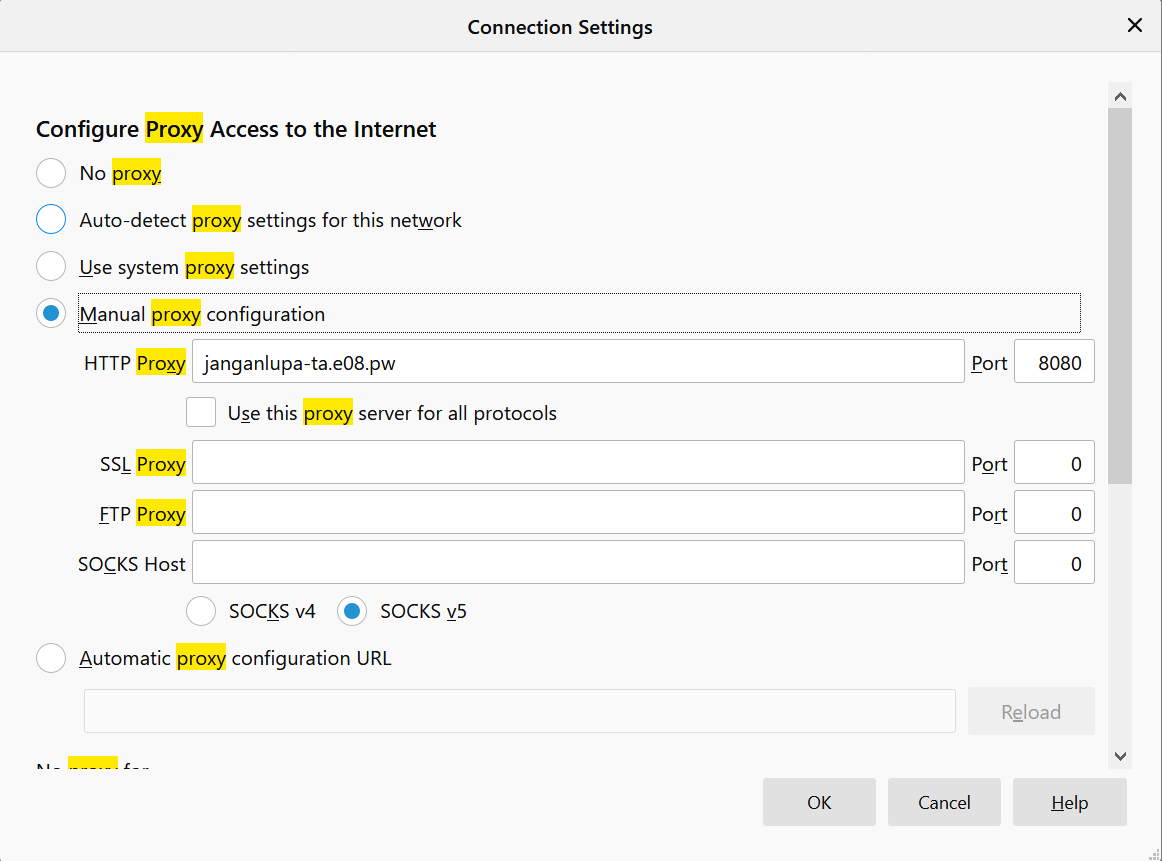 Connection Settings
Configure Proxy Access to the Internet
No proxy
Auto-detect proxy settings for this network
Use system proxy settings
Manual proxy configuration
HTTP Proxy janganlupa-ta.e08.pw Port 8080
Use this proxy server for all protocols
SSL Proxy Port 0
FTP Proxy Port 0
SOCKS Host Port 0
SOCKS v4 SOCKS v5
Automatic proxy configuration URL
Reload
No proxy for
OK Cancel Help